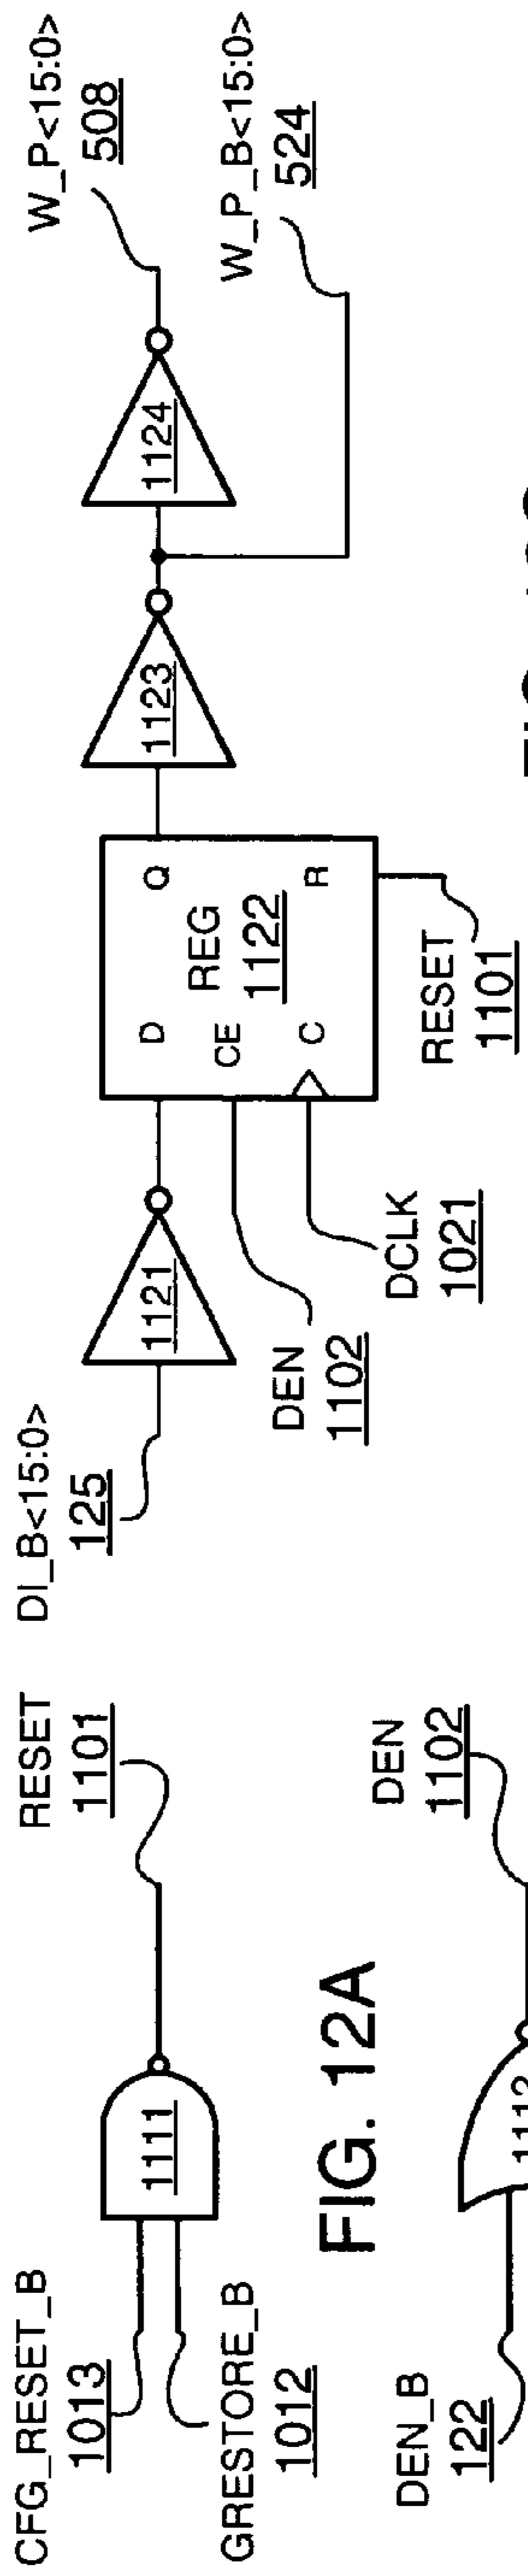 CFG_RESET_B
1013
GRESTORE_B
1012
1111
RESET
1101
FIG. 12A
DEN_B
122
DEN
1102
DI_B<15:0>
125
1121
DEN
1102
DCLK
1021
D
Q
CE
REG
1122
C
R
RESET
1101
1123
1124
W_P<15:0>
508
W_P_B<15:0>
524